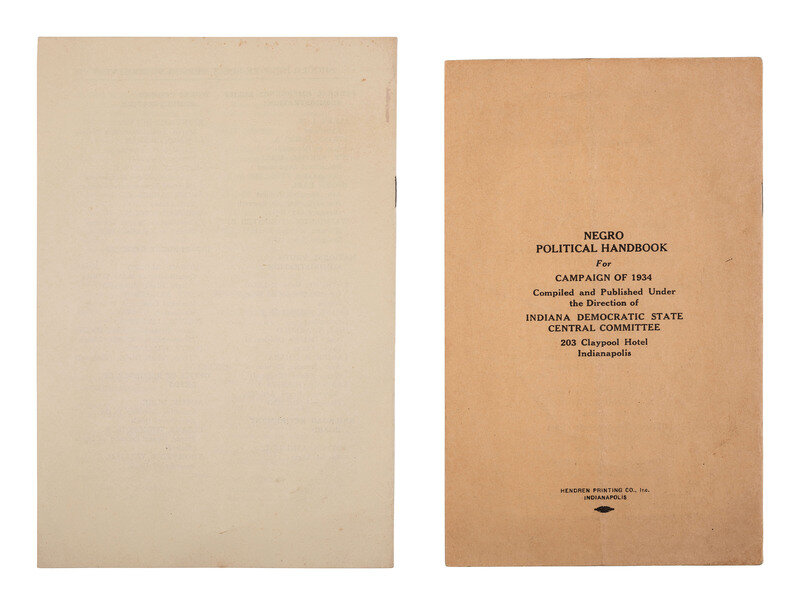 NEGRO
POLITICAL HANDBOOK
For
CAMPAIGN OF 1934
Compiled and Published Under
the Direction of
INDIANA DEMOCRATIC STATE
CENTRAL COMMITTEE
203 Claypool Hotel
Indianapolis
HENDREN PRINTING CO., Inc.
INDIANAPOLIS